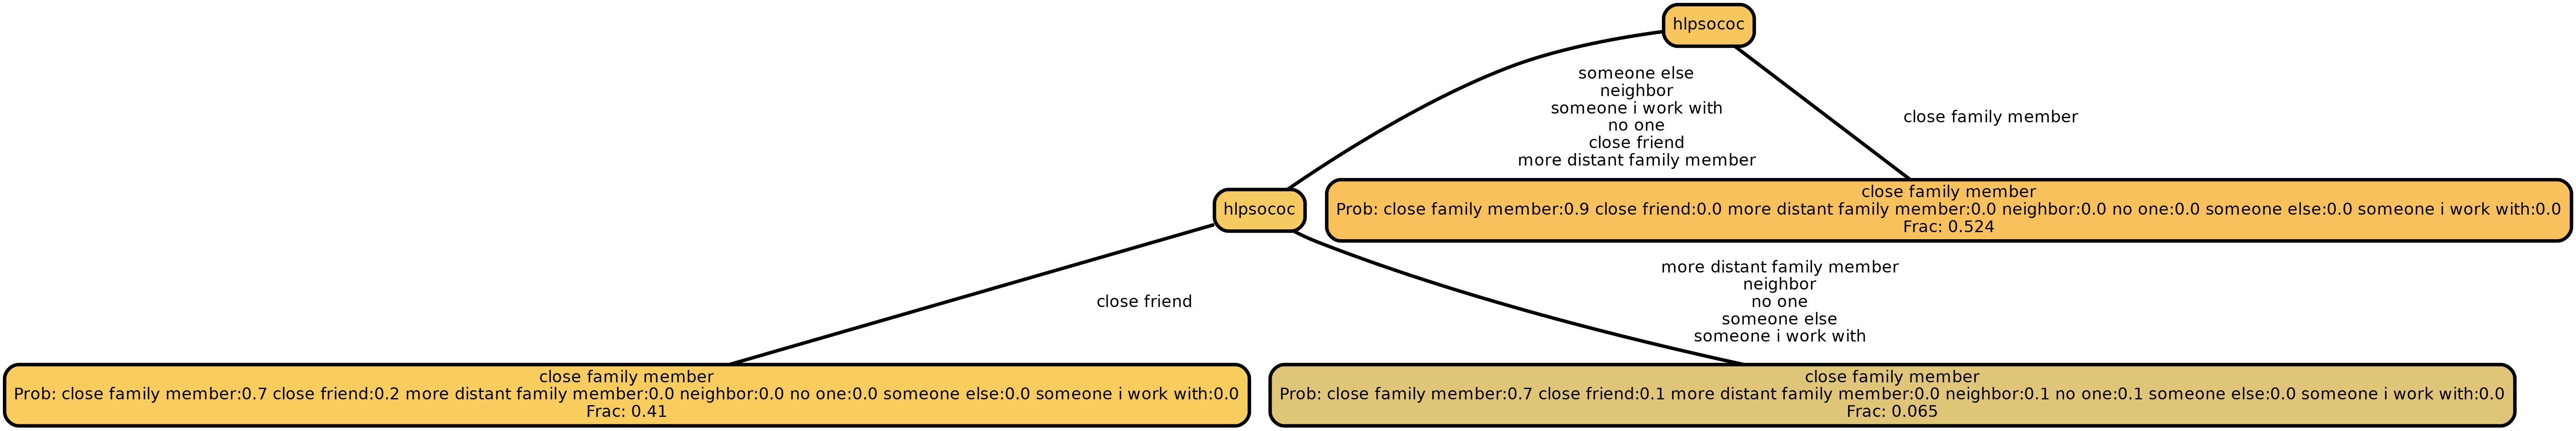 hlpsococ
someone else
neighbor
someone i work with
no one
close friend
more distant family member
close family member
hlpsococ
close family member
Prob: close family member:0.9 close friend:0.0 more distant family member:0.0 neighbor:0.0 no one:0.0 someone else:0.0 someone i work with:0.0
Frac: 0.524
close friend
more distant family member
neighbor
no one
someone else
someone i work with
close family member
Prob: close family member:0.7 close friend:0.2 more distant family member:0.0 neighbor:0.0 no one:0.0 someone else:0.0 someone i work with:0.0
Frac: 0.41
close family member
Prob: close family member:0.7 close friend:0.1 more distant family member:0.0 neighbor:0.1 no one:0.1 someone else:0.0 someone i work with:0.0
Frac: 0.065